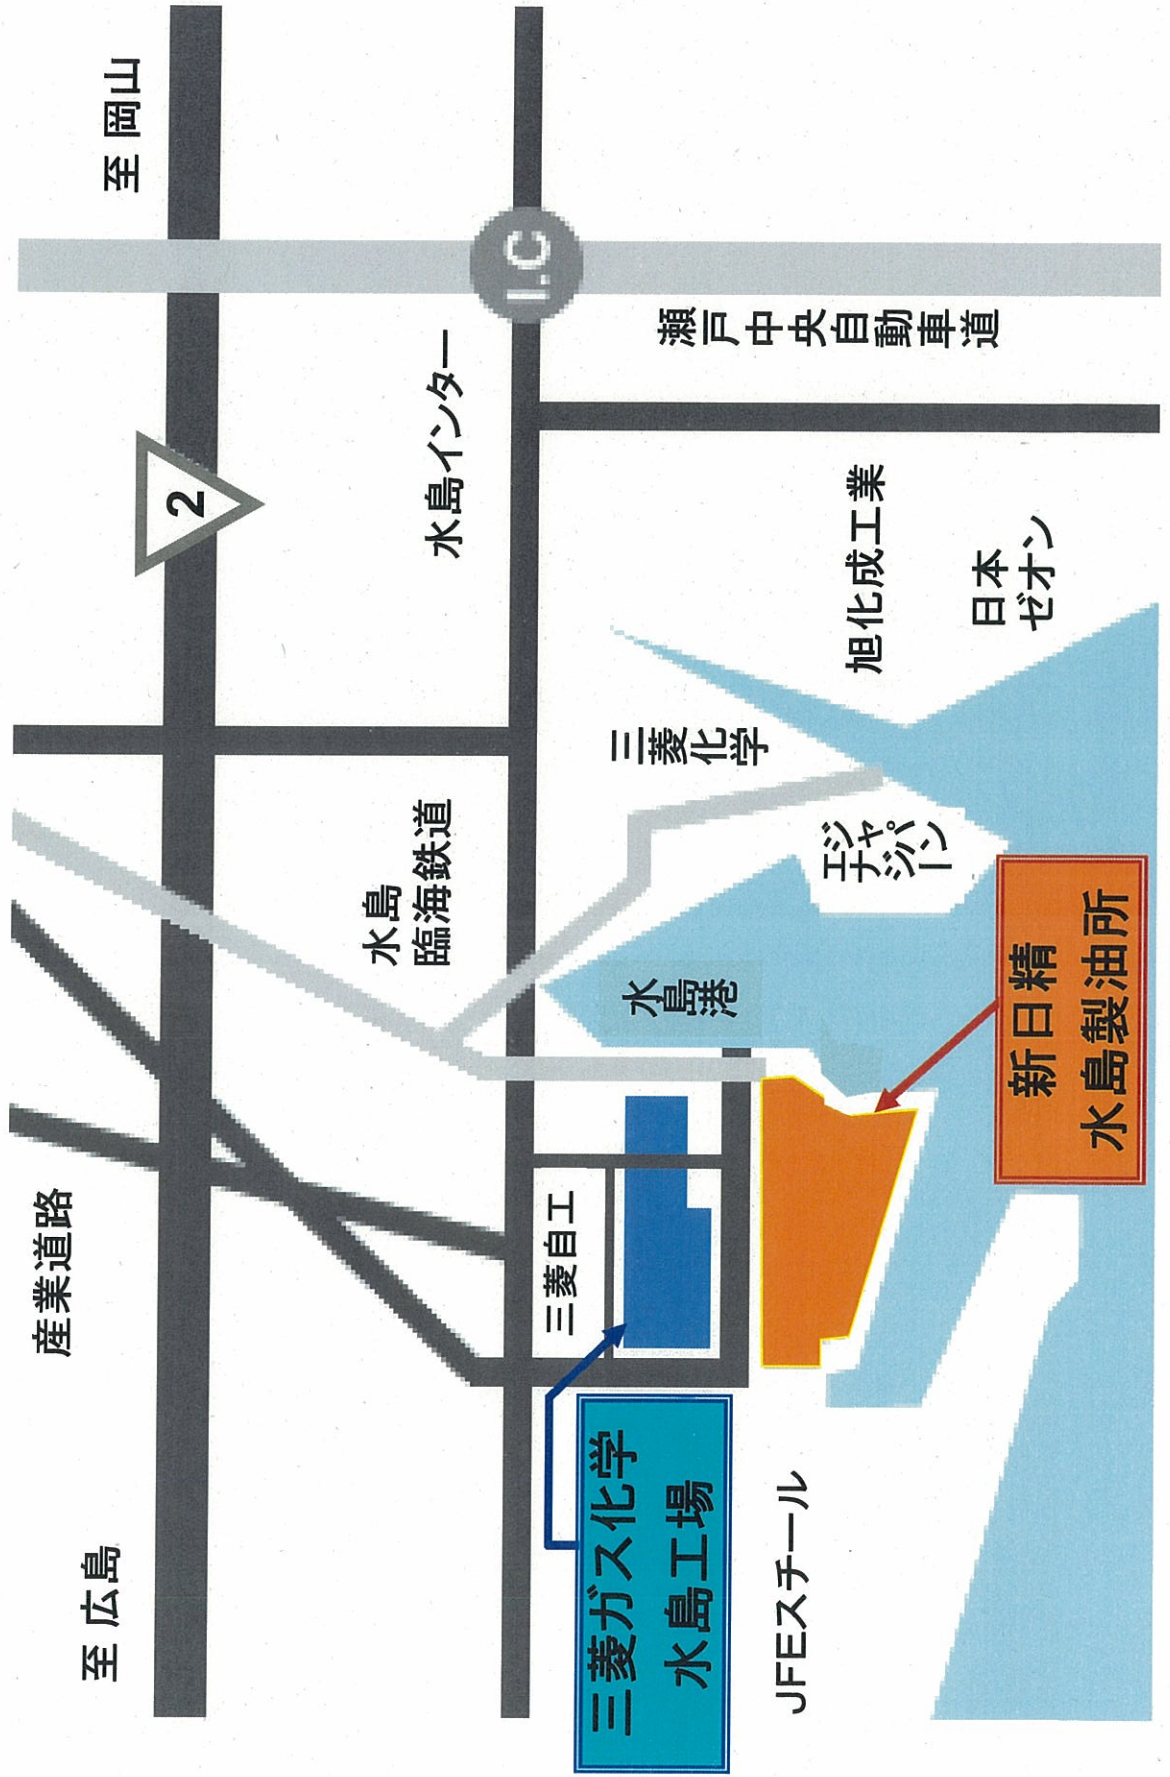 至 広島
産業道路
2
至 岡山
水島
臨海鉄道
水島インター
I.C
三菱自工
三菱ガス化学
水島工場
水島港
三菱化学
瀬戸中央自動車道
JFEスチール
エナジー
ジャパン
旭化成工業
新日精
水島製油所
日本
ゼオン